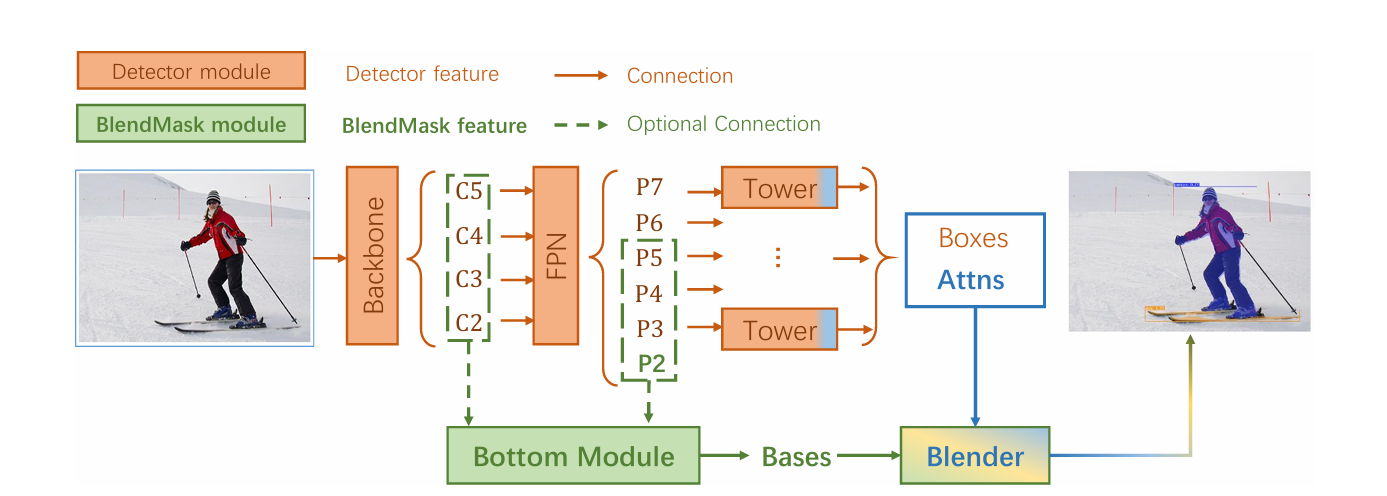 Detector module
Detector feature
Connection
BlendMask module
BlendMask feature
Optional Connection
Backbone
C5
C4
C3
C2
FPN
P7
P6
P5
P4
P3
P2
Tower
...
Tower
Boxes
Attns
Bottom Module
Bases
Blender